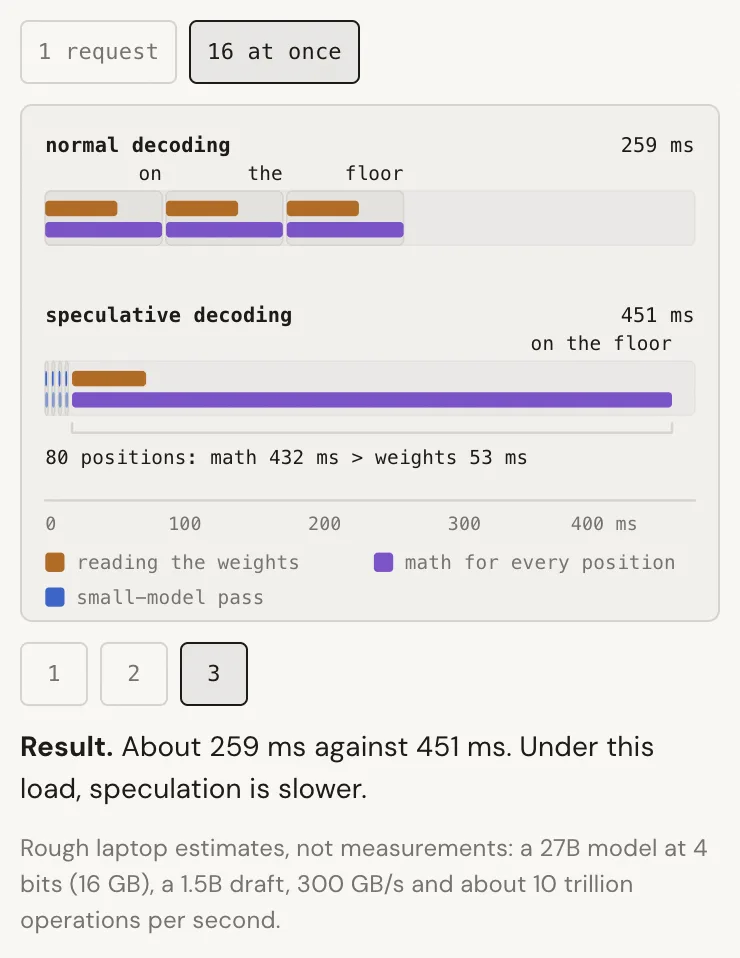 1 request
16 at once
normal decoding
259 ms
on the floor
speculative decoding
451 ms
on the floor
80 positions: math 432 ms > weights 53 ms
0 100 200 300 400 ms
reading the weights
math for every position
small-model pass
1 2 3
Result. About 259 ms against 451 ms. Under this
load, speculation is slower.
Rough laptop estimates, not measurements: a 27B model at 4
bits (16 GB), a 1.5B draft, 300 GB/s and about 10 trillion
operations per second.